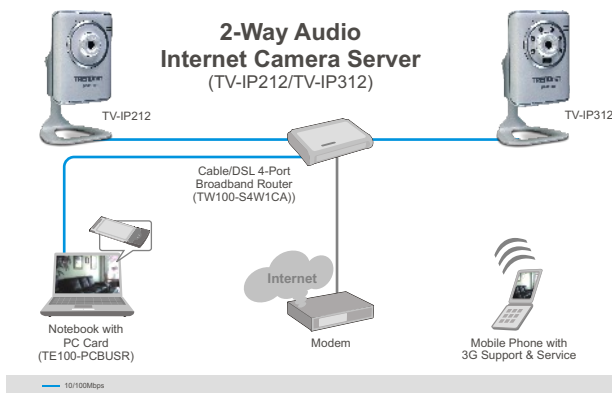 2-Way Audio
Internet Camera Server
(TV-IP212/TV-IP312)
TRENDNET
TRENDNET
TV-IP212
TV-IP312
Cable/DSL 4-Port
Broadband Router
(TW100-S4W1CA))
Internet
Notebook with
PC Card
(TE100-PCBUSR)
Modem
Mobile Phone with
3G Support & Service
10/100Mbps